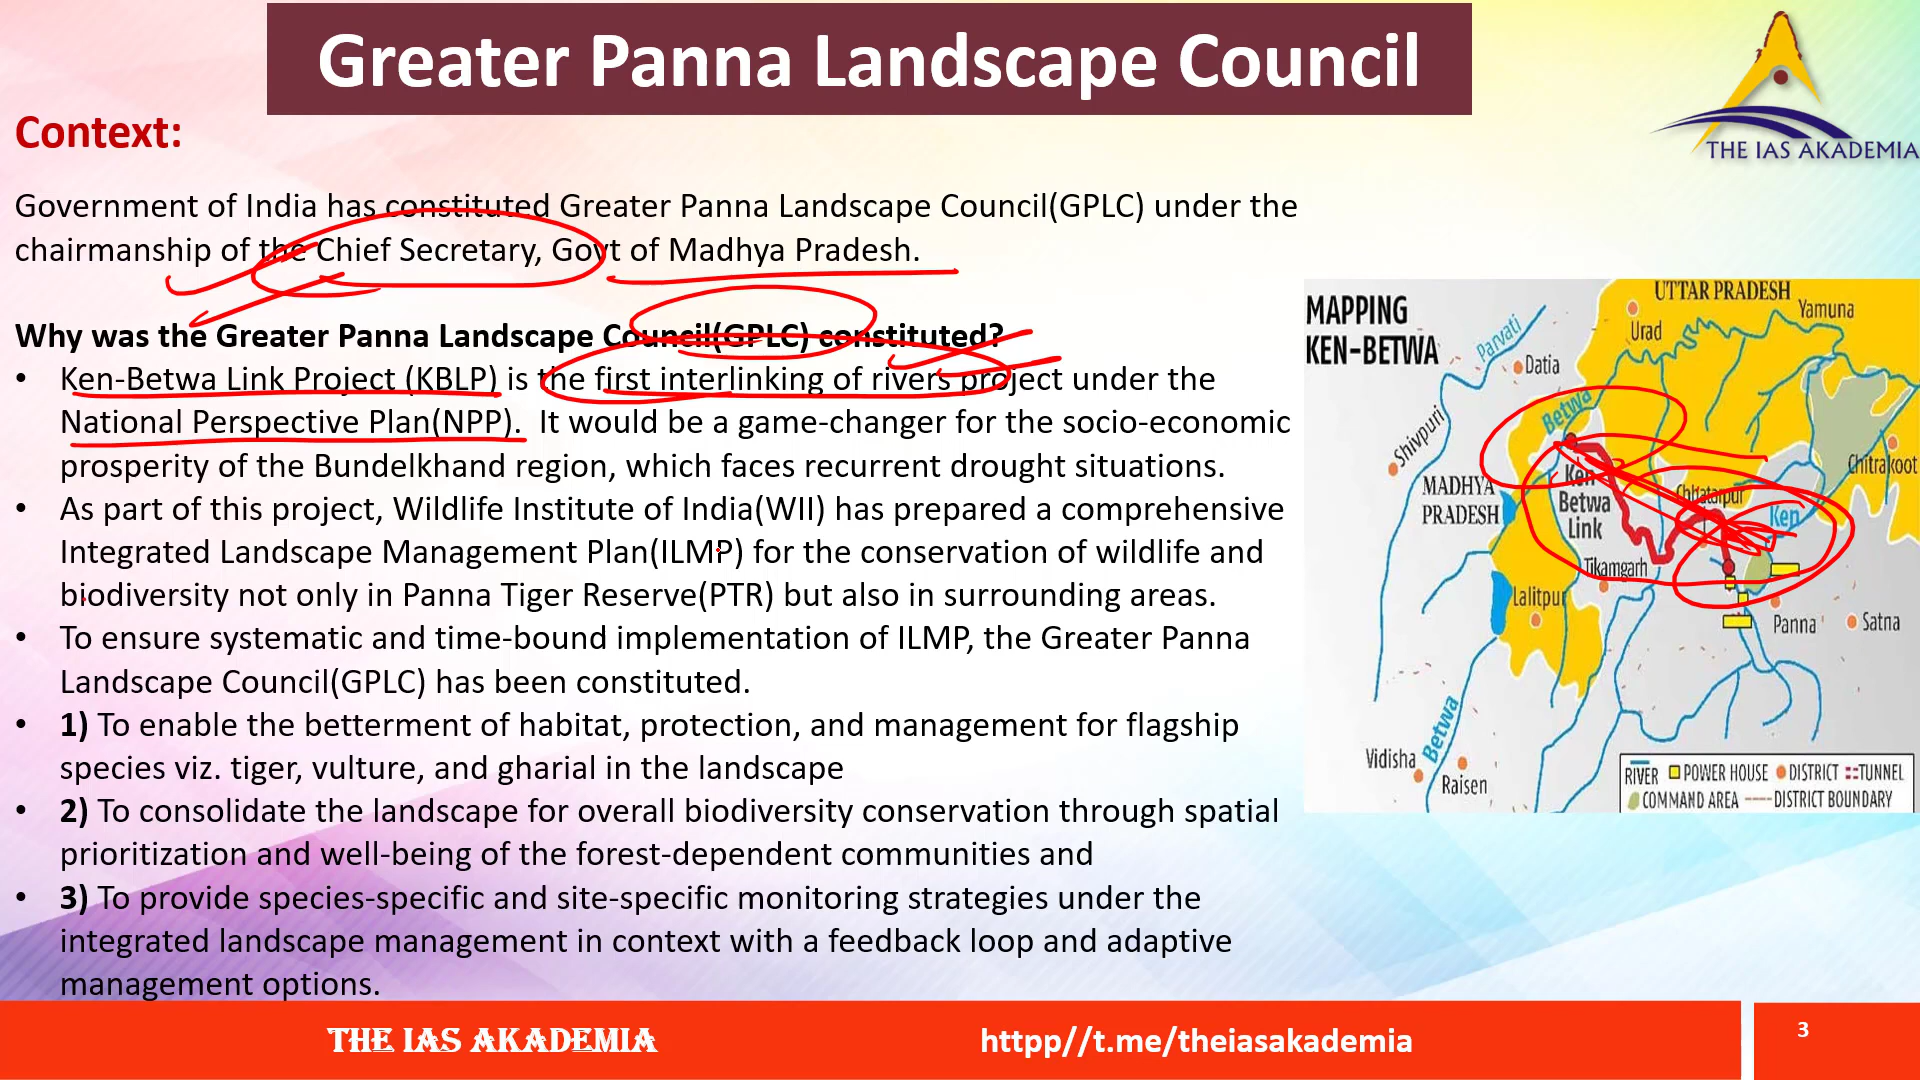 Greater Panna Landscape Council
THE IAS AKADEMIA
Context:
Government of India has constituted Greater Panna Landscape Council(GPLC) under the
chairmanship of the Chief Secretary, Govt of Madhya Pradesh.
Why was the Greater Panna Landscape Council(GPLC) constituted?
• Ken-Betwa Link Project (KBLP) is the first interlinking of rivers project under the
National Perspective Plan(NPP). It would be a game-changer for the socio-economic
prosperity of the Bundelkhand region, which faces recurrent drought situations.
• As part of this project, Wildlife Institute of India(WII) has prepared a comprehensive
Integrated Landscape Management Plan(ILMP) for the conservation of wildlife and
biodiversity not only in Panna Tiger Reserve(PTR) but also in surrounding areas.
• To ensure systematic and time-bound implementation of ILMP, the Greater Panna
Landscape Council(GPLC) has been constituted.
• 1) To enable the betterment of habitat, protection, and management for flagship
species viz. tiger, vulture, and gharial in the landscape
• 2) To consolidate the landscape for overall biodiversity conservation through spatial
prioritization and well-being of the forest-dependent communities and
• 3) To provide species-specific and site-specific monitoring strategies under the
integrated landscape management in context with a feedback loop and adaptive
management options.
MAPPING
KEN-BETWA
UTTAR PRADESH
Yamuna
Urad
Parvati
Datia
Betwa
Shivpuri
Chitrakoot
MADHYA
PRADESH
Ken
Betwa
Link
Chhatarpur
Ken
Tikamgarh
Lalitpur
Panna
Satna
Betwa
Vidisha
Raisen
RIVER POWER HOUSE DISTRICT TUNNEL
COMMAND AREA DISTRICT BOUNDARY
THE IAS AKADEMIA
httpp//t.me/theiasakademia
3